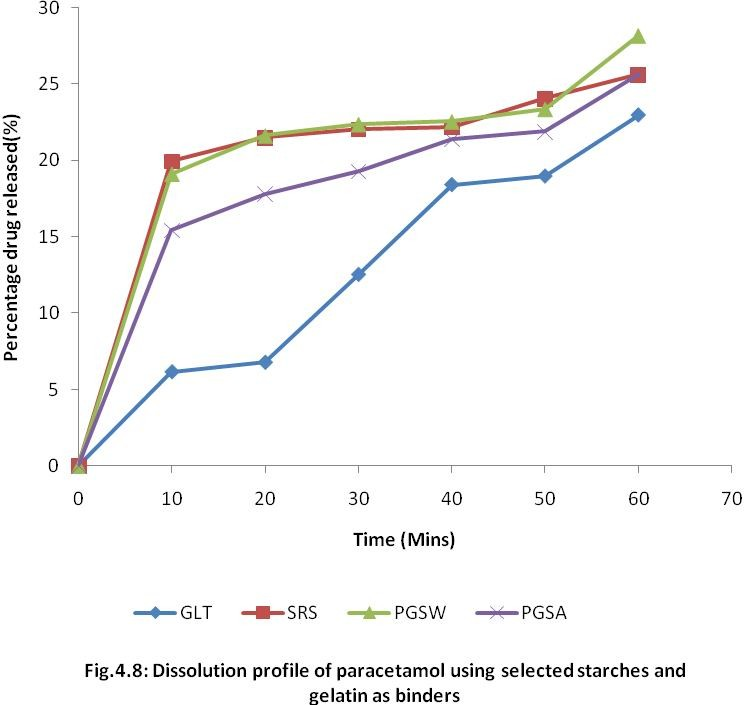 30
25
20
15
10
5
0
Percentage drug released(%)
0 10 20 30 40 50 60 70
Time (Mins)
GLT SRS PGSW PGSA
Fig.4.8: Dissolution profile of paracetamol using selected starches and
gelatin as binders